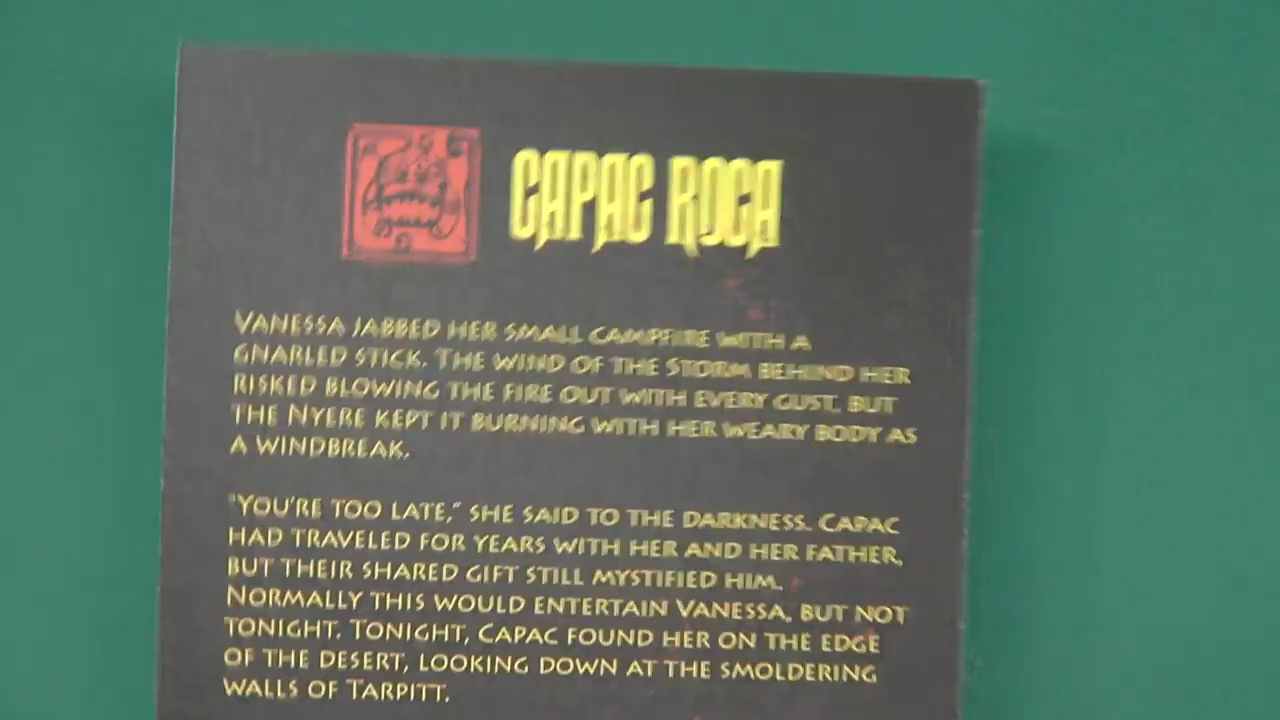 CAPAC ROCA
VANESSA JABBED HER SMALL CAMPFIRE WITH A
GNARLED STICK. THE WIND OF THE STORM BEHIND HER
RISKED BLOWING THE FIRE OUT WITH EVERY GUST, BUT
THE NYERE KEPT IT BURNING WITH HER WEARY BODY AS
A WINDBREAK.
"YOU'RE TOO LATE," SHE SAID TO THE DARKNESS. CAPAC
HAD TRAVELED FOR YEARS WITH HER AND HER FATHER,
BUT THEIR SHARED GIFT STILL MYSTIFIED HIM.
NORMALLY THIS WOULD ENTERTAIN VANESSA, BUT NOT
TONIGHT. TONIGHT, CAPAC FOUND HER ON THE EDGE
OF THE DESERT, LOOKING DOWN AT THE SMOLDERING
WALLS OF TARPITT.